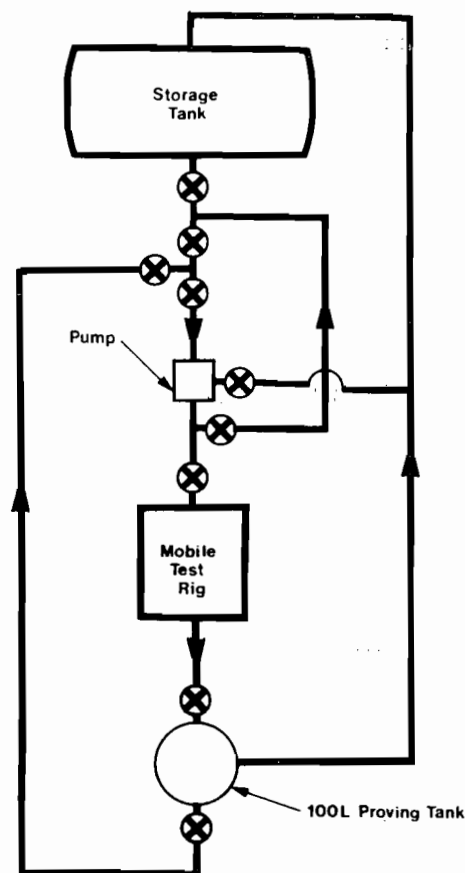 Storage
Tank
Pump
Mobile
Test
Rig
100L Proving Tank